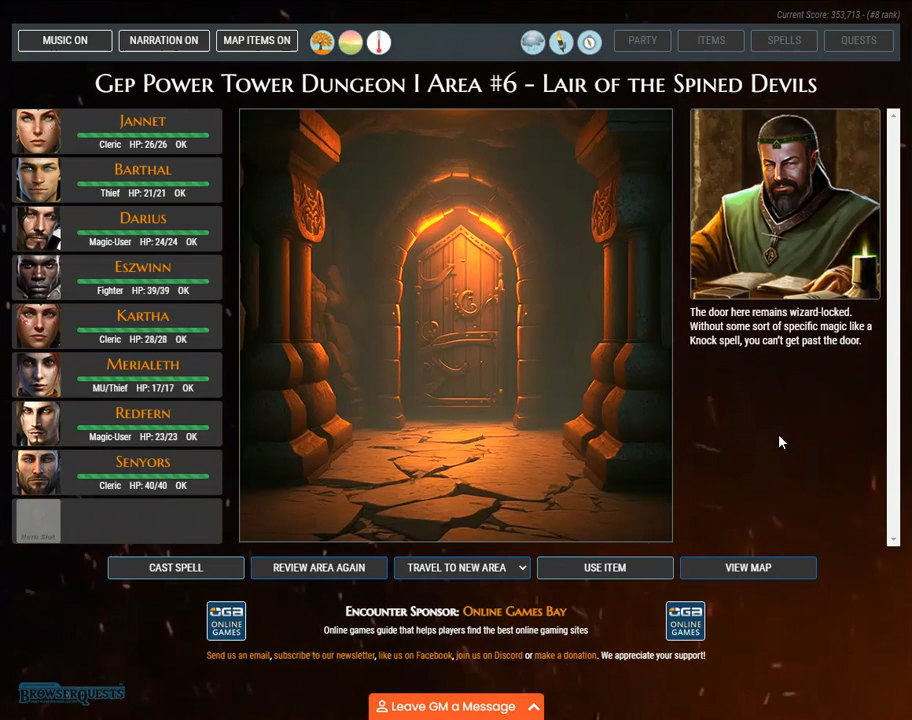 Current Score: 353,713 - (#8 rank)
MUSIC ON
NARRATION ON
MAP ITEMS ON
PARTY
ITEMS
SPELLS
QUESTS
Gep Power Tower Dungeon I Area #6 - Lair of the Spined Devils
Jannet
Cleric HP: 26/26 OK
Barthal
Thief HP: 21/21 OK
Darius
Magic-User HP: 24/24 OK
Eszwinn
Fighter HP: 39/39 OK
Kartha
Cleric HP: 28/28 OK
Merialeth
MU/Thief HP: 17/17 OK
Redfern
Magic-User HP: 23/23 OK
Senyors
Cleric HP: 40/40 OK
The door here remains wizard-locked.
Without some sort of specific magic like a
Knock spell, you can't get past the door.
CAST SPELL
REVIEW AREA AGAIN
TRAVEL TO NEW AREA
USE ITEM
VIEW MAP
OGA
ONLINE
GAMES
Encounter Sponsor: Online Games Bay
Online games guide that helps players find the best online gaming sites
OGA
ONLINE
GAMES
Send us an email, subscribe to our newsletter, like us on Facebook, join us on Discord or make a donation. We appreciate your support!
BrowserQuests
Leave GM a Message